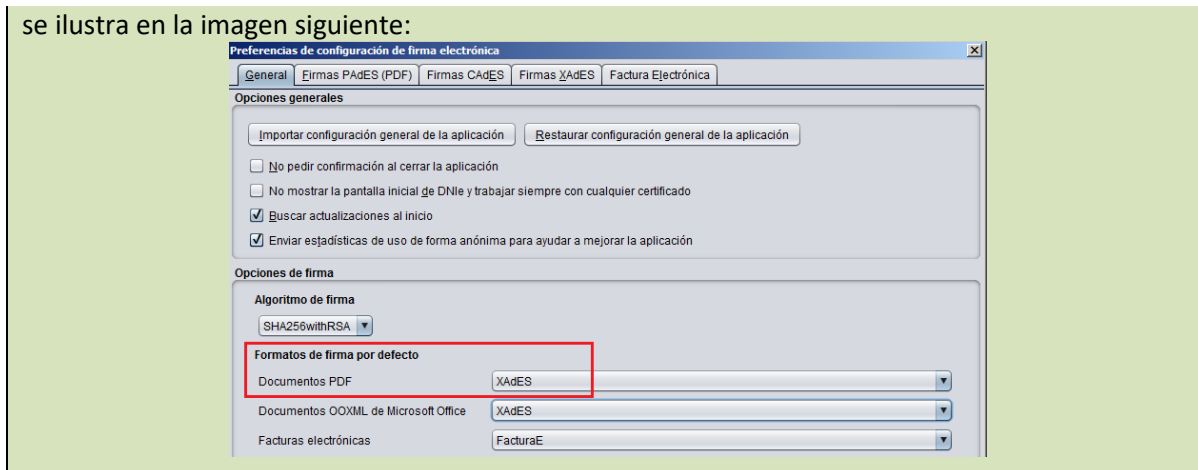 se ilustra en la imagen siguiente:
Preferencias de configuración de firma electrónica
General Firmas PAdES (PDF) Firmas CAdES Firmas XAdES Factura Electrónica
Opciones generales
Importar configuración general de la aplicación Restaurar configuración general de la aplicación
No pedir confirmación al cerrar la aplicación
No mostrar la pantalla inicial de DNIe y trabajar siempre con cualquier certificado
Buscar actualizaciones al inicio
Enviar estadísticas de uso de forma anónima para ayudar a mejorar la aplicación
Opciones de firma
Algoritmo de firma
SHA256withRSA
Formatos de firma por defecto
Documentos PDF XAdES
Documentos OOXML de Microsoft Office XAdES
Facturas electrónicas FacturaE